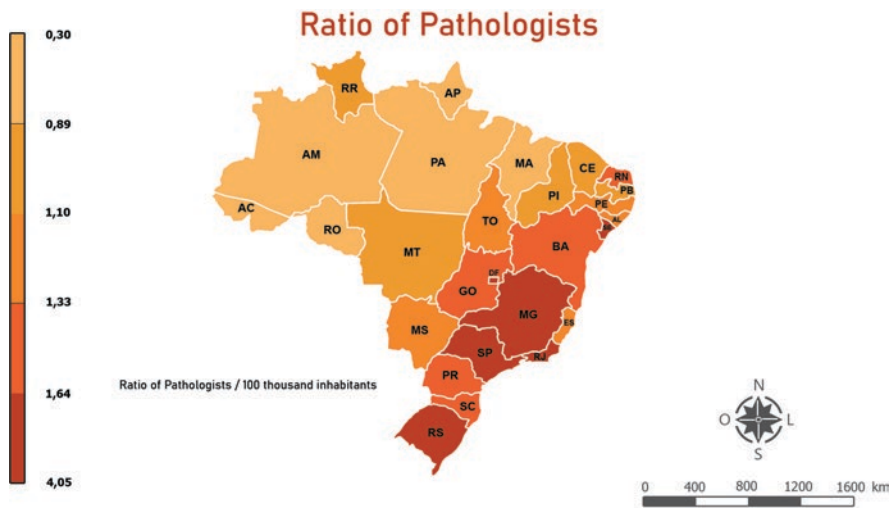 Ratio of Pathologists
0,30
0,89
1,10
1,33
1,64
4,05
RR
AP
AM
PA
MA
CE
RN
PB
PI
PE
AL
AC
RO
TO
BA
MT
DF
GO
MG
ES
MS
SP
RJ
PR
SC
RS
Ratio of Pathologists / 100 thousand inhabitants
N
O
L
S
0 400 800 1200 1600 km